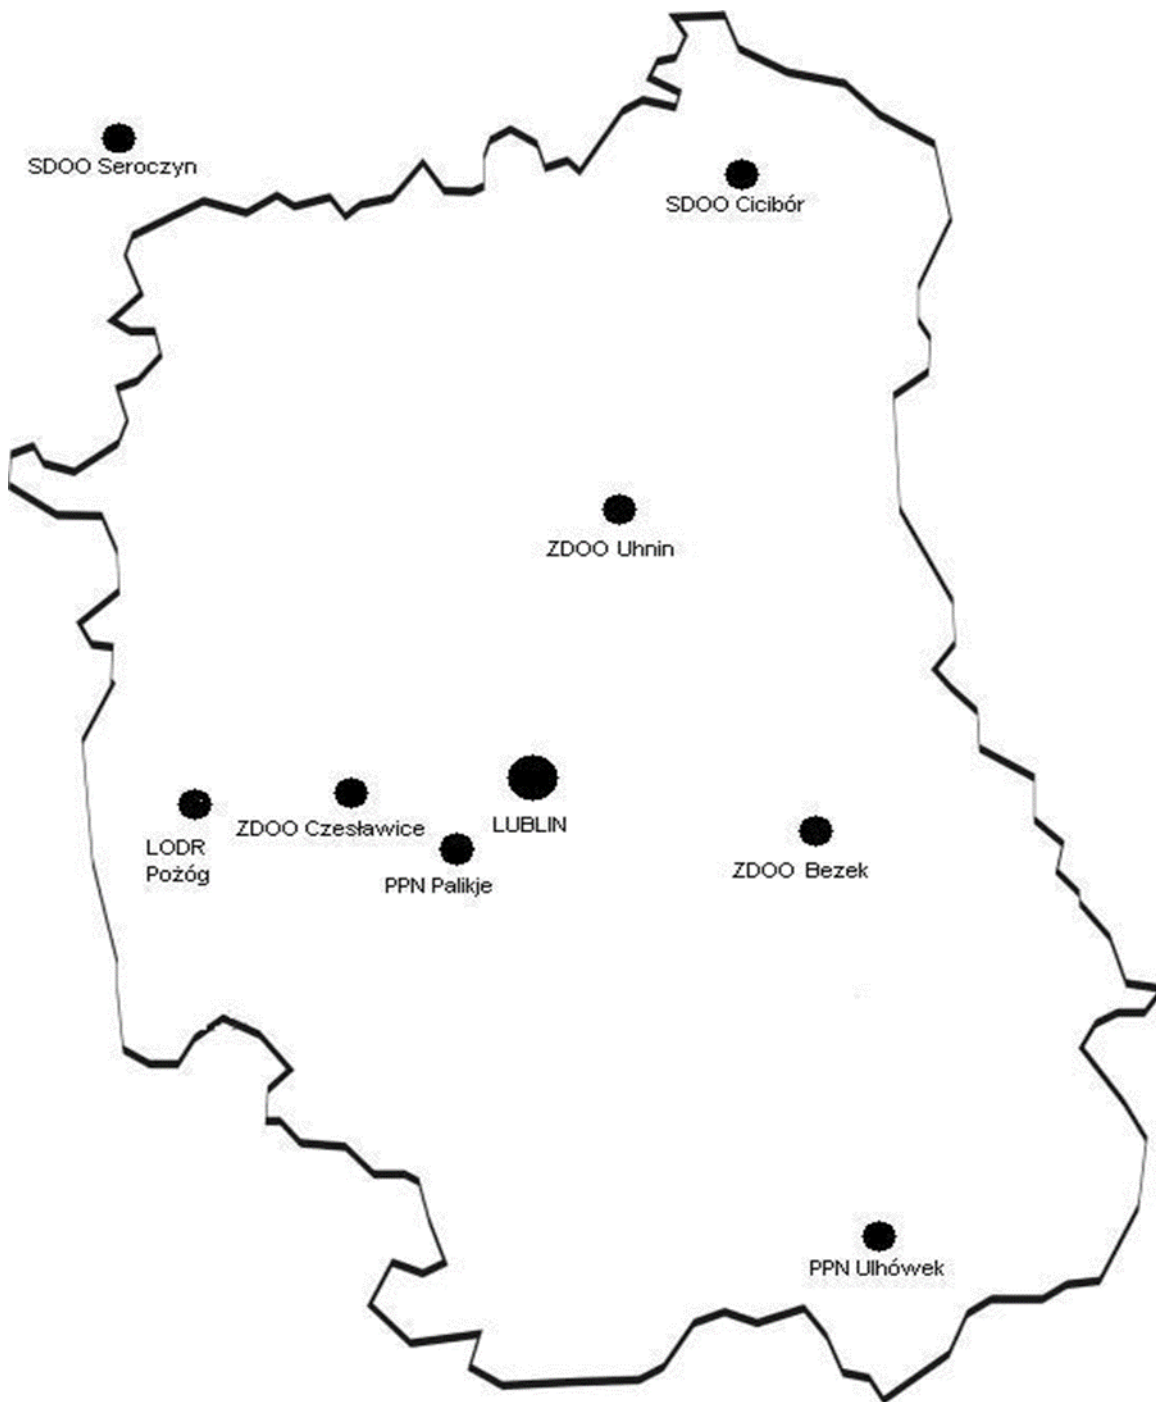 SDOO Seroczyn
SDOO Cicibór
ZDOO Uhnin
LODR
Pożóg
ZDOO Czesławice
LUBLIN
PPN Palikje
ZDOO Bezek
PPN Ulhówek